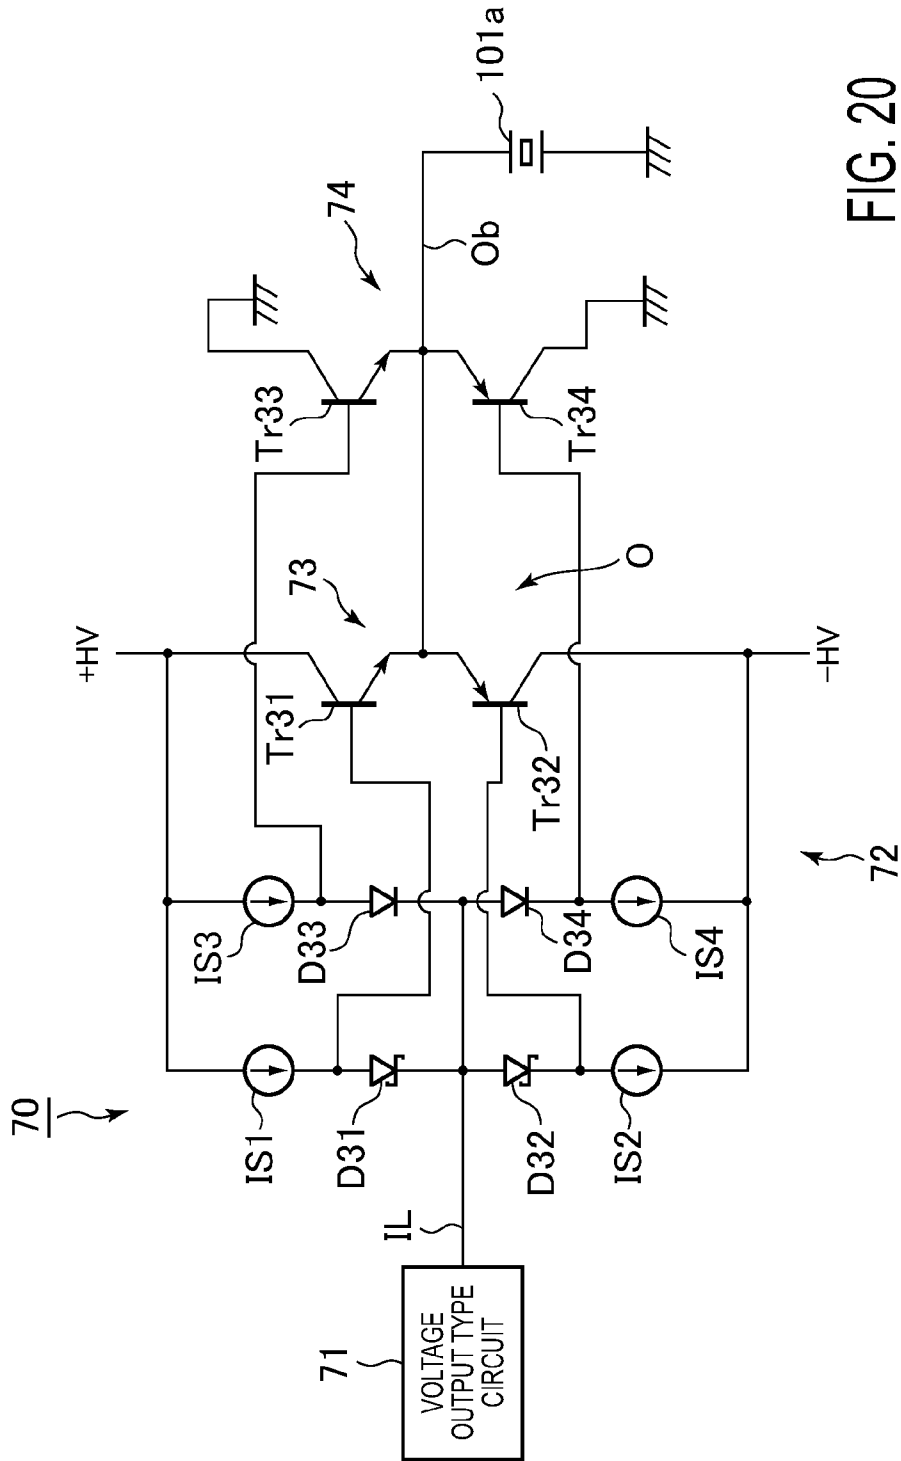 70
+HV
IS1
IS3
D31
D33
Tr31
73
Tr33
74
101a
71
VOLTAGE
OUTPUT TYPE
CIRCUIT
IL
Ob
O
D32
D34
Tr32
Tr34
IS2
IS4
−HV
72
FIG. 20